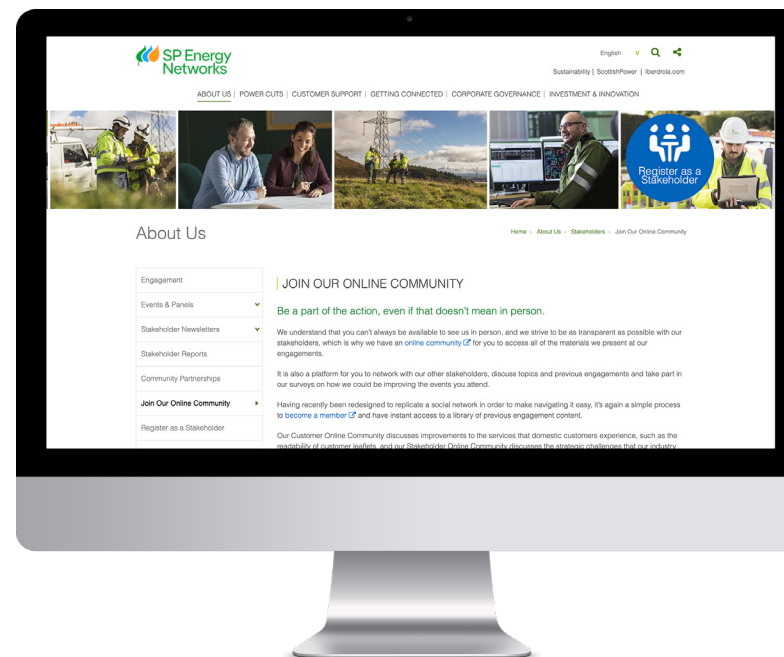 SP Energy
Networks
English
Sustainability | ScottishPower | Iberdrola.com
ABOUT US | POWER CUTS | CUSTOMER SUPPORT | GETTING CONNECTED | CORPORATE GOVERNANCE | INVESTMENT & INNOVATION
Register as a
Stakeholder
About Us
Home > About Us > Stakeholders > Join Our Online Community
Engagement
Events & Panels
Stakeholder Newsletters
Stakeholder Reports
Community Partnerships
Join Our Online Community
Register as a Stakeholder
JOIN OUR ONLINE COMMUNITY
Be a part of the action, even if that doesn't mean in person.
We understand that you can't always be available to see us in person, and we strive to be as transparent as possible with our
stakeholders, which is why we have an online community for you to access all of the materials we present at our
engagements.
It is also a platform for you to network with our other stakeholders, discuss topics and previous engagements and take part in
our surveys on how we could be improving the events you attend.
Having recently been redesigned to replicate a social network in order to make navigating it easy, it's again a simple process
to become a member and have instant access to a library of previous engagement content.
Our Customer Online Community discusses improvements to the services that domestic customers experience, such as the
readability of customer leaflets, and our Stakeholder Online Community discusses the strategic challenges that our industry